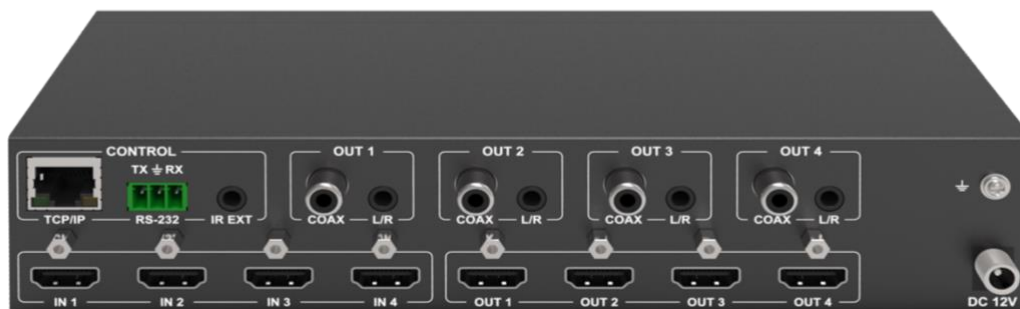 CONTROL OUT 1 OUT 2 OUT 3 OUT 4
TX RX
TCP/IP RS-232 IR EXT COAX L/R COAX L/R COAX L/R COAX L/R
IN 1 IN 2 IN 3 IN 4 OUT 1 OUT 2 OUT 3 OUT 4 DC 12V